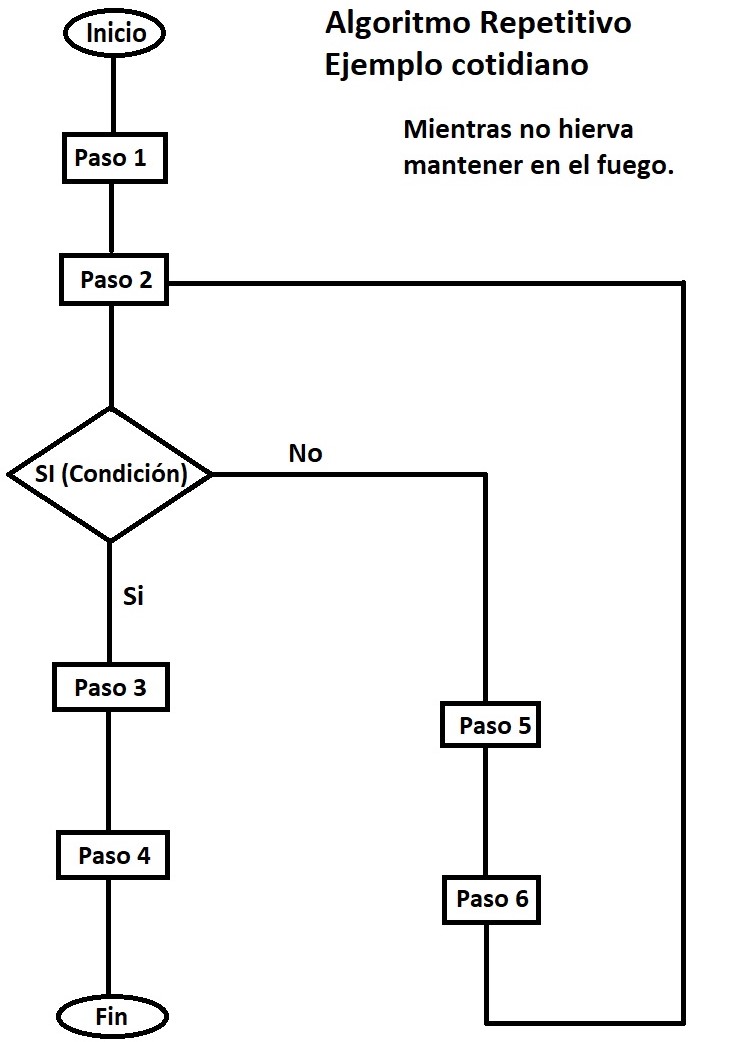 Inicio
Algoritmo Repetitivo
Ejemplo cotidiano
Mientras no hierva
mantener en el fuego.
Paso 1
Paso 2
SI (Condición)
No
Si
Paso 3
Paso 5
Paso 4
Paso 6
Fin